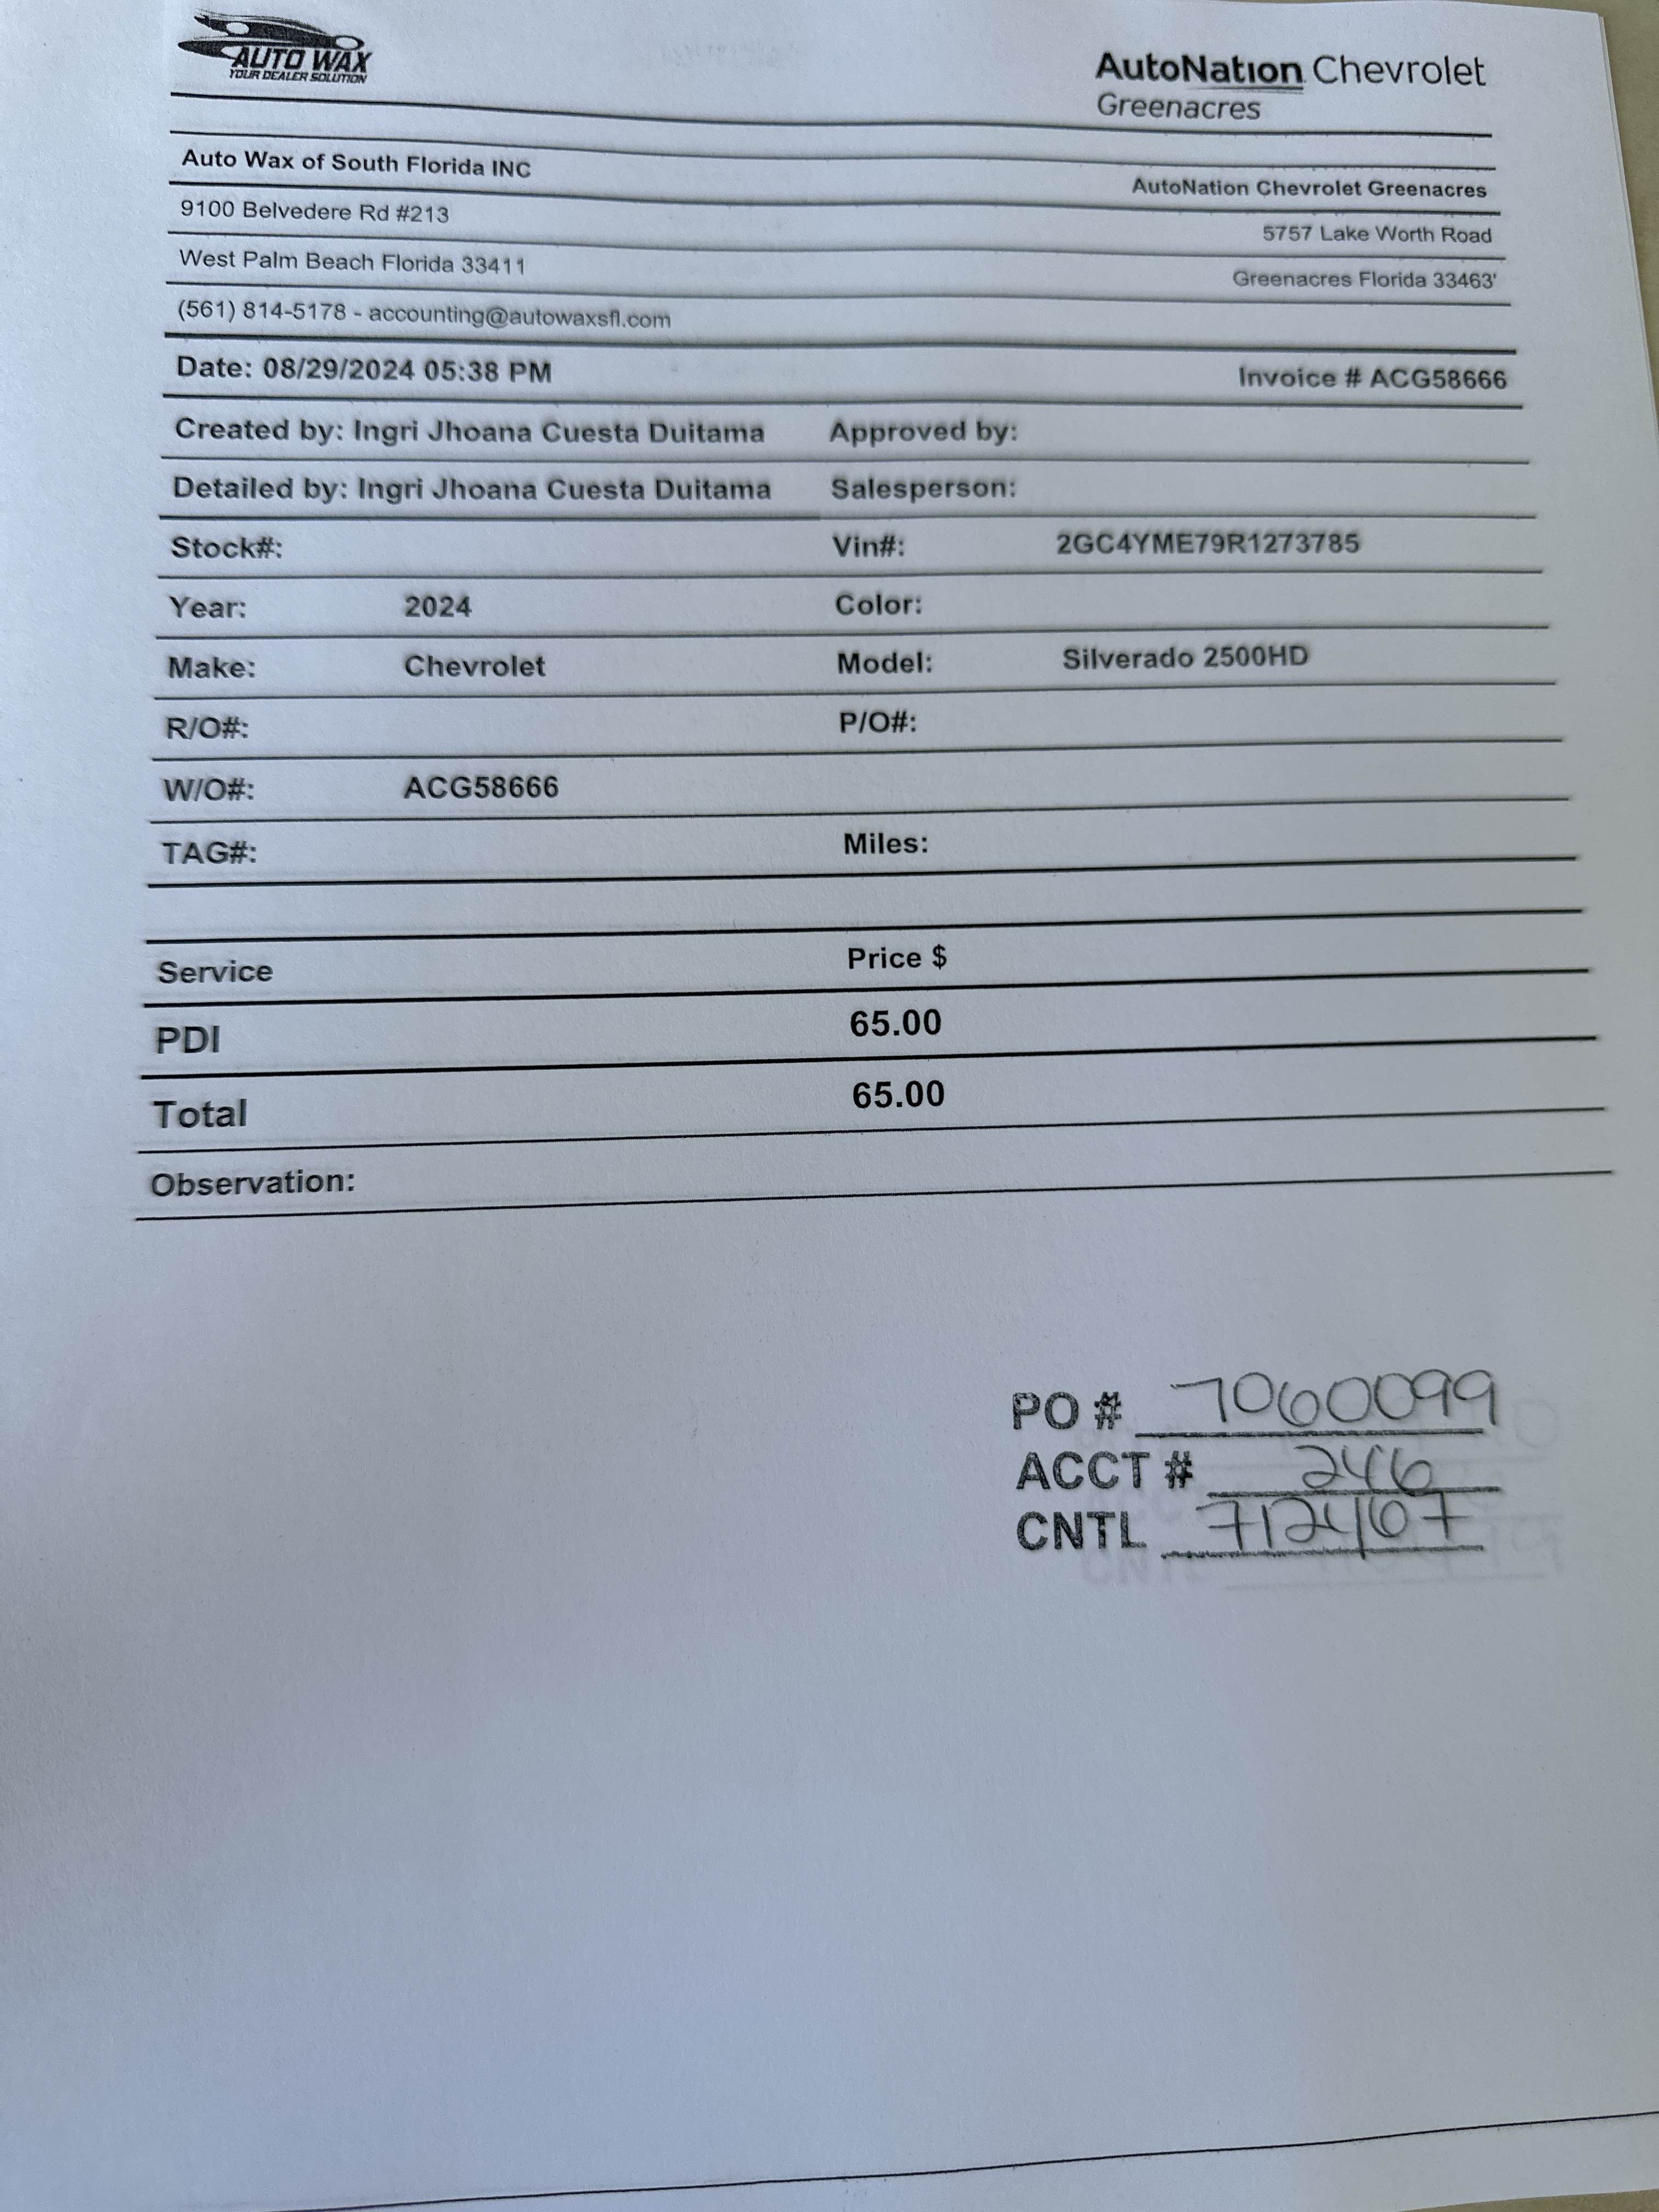 AUTO WAX
YOUR DEALER SOLUTION
AutoNation Chevrolet
Greenacres
Auto Wax of South Florida INC
AutoNation Chevrolet Greenacres
9100 Belvedere Rd #213
5757 Lake Worth Road
West Palm Beach Florida 33411
Greenacres Florida 33463'
(561) 814-5178 - accounting@autowaxsfl.com
Date: 08/29/2024 05:38 PM
Invoice # ACG58666
Created by: Ingri Jhoana Cuesta Duitama Approved by:
Detailed by: Ingri Jhoana Cuesta Duitama Salesperson:
Stock#: Vin#: 2GC4YME79R1273785
Year: 2024 Color:
Make: Chevrolet Model: Silverado 2500HD
R/O#: P/O#:
W/O#: ACG58666
TAG#: Miles:
Service Price $
PDI 65.00
Total 65.00
Observation:
PO # 7060099
ACCT # 246
CNTL